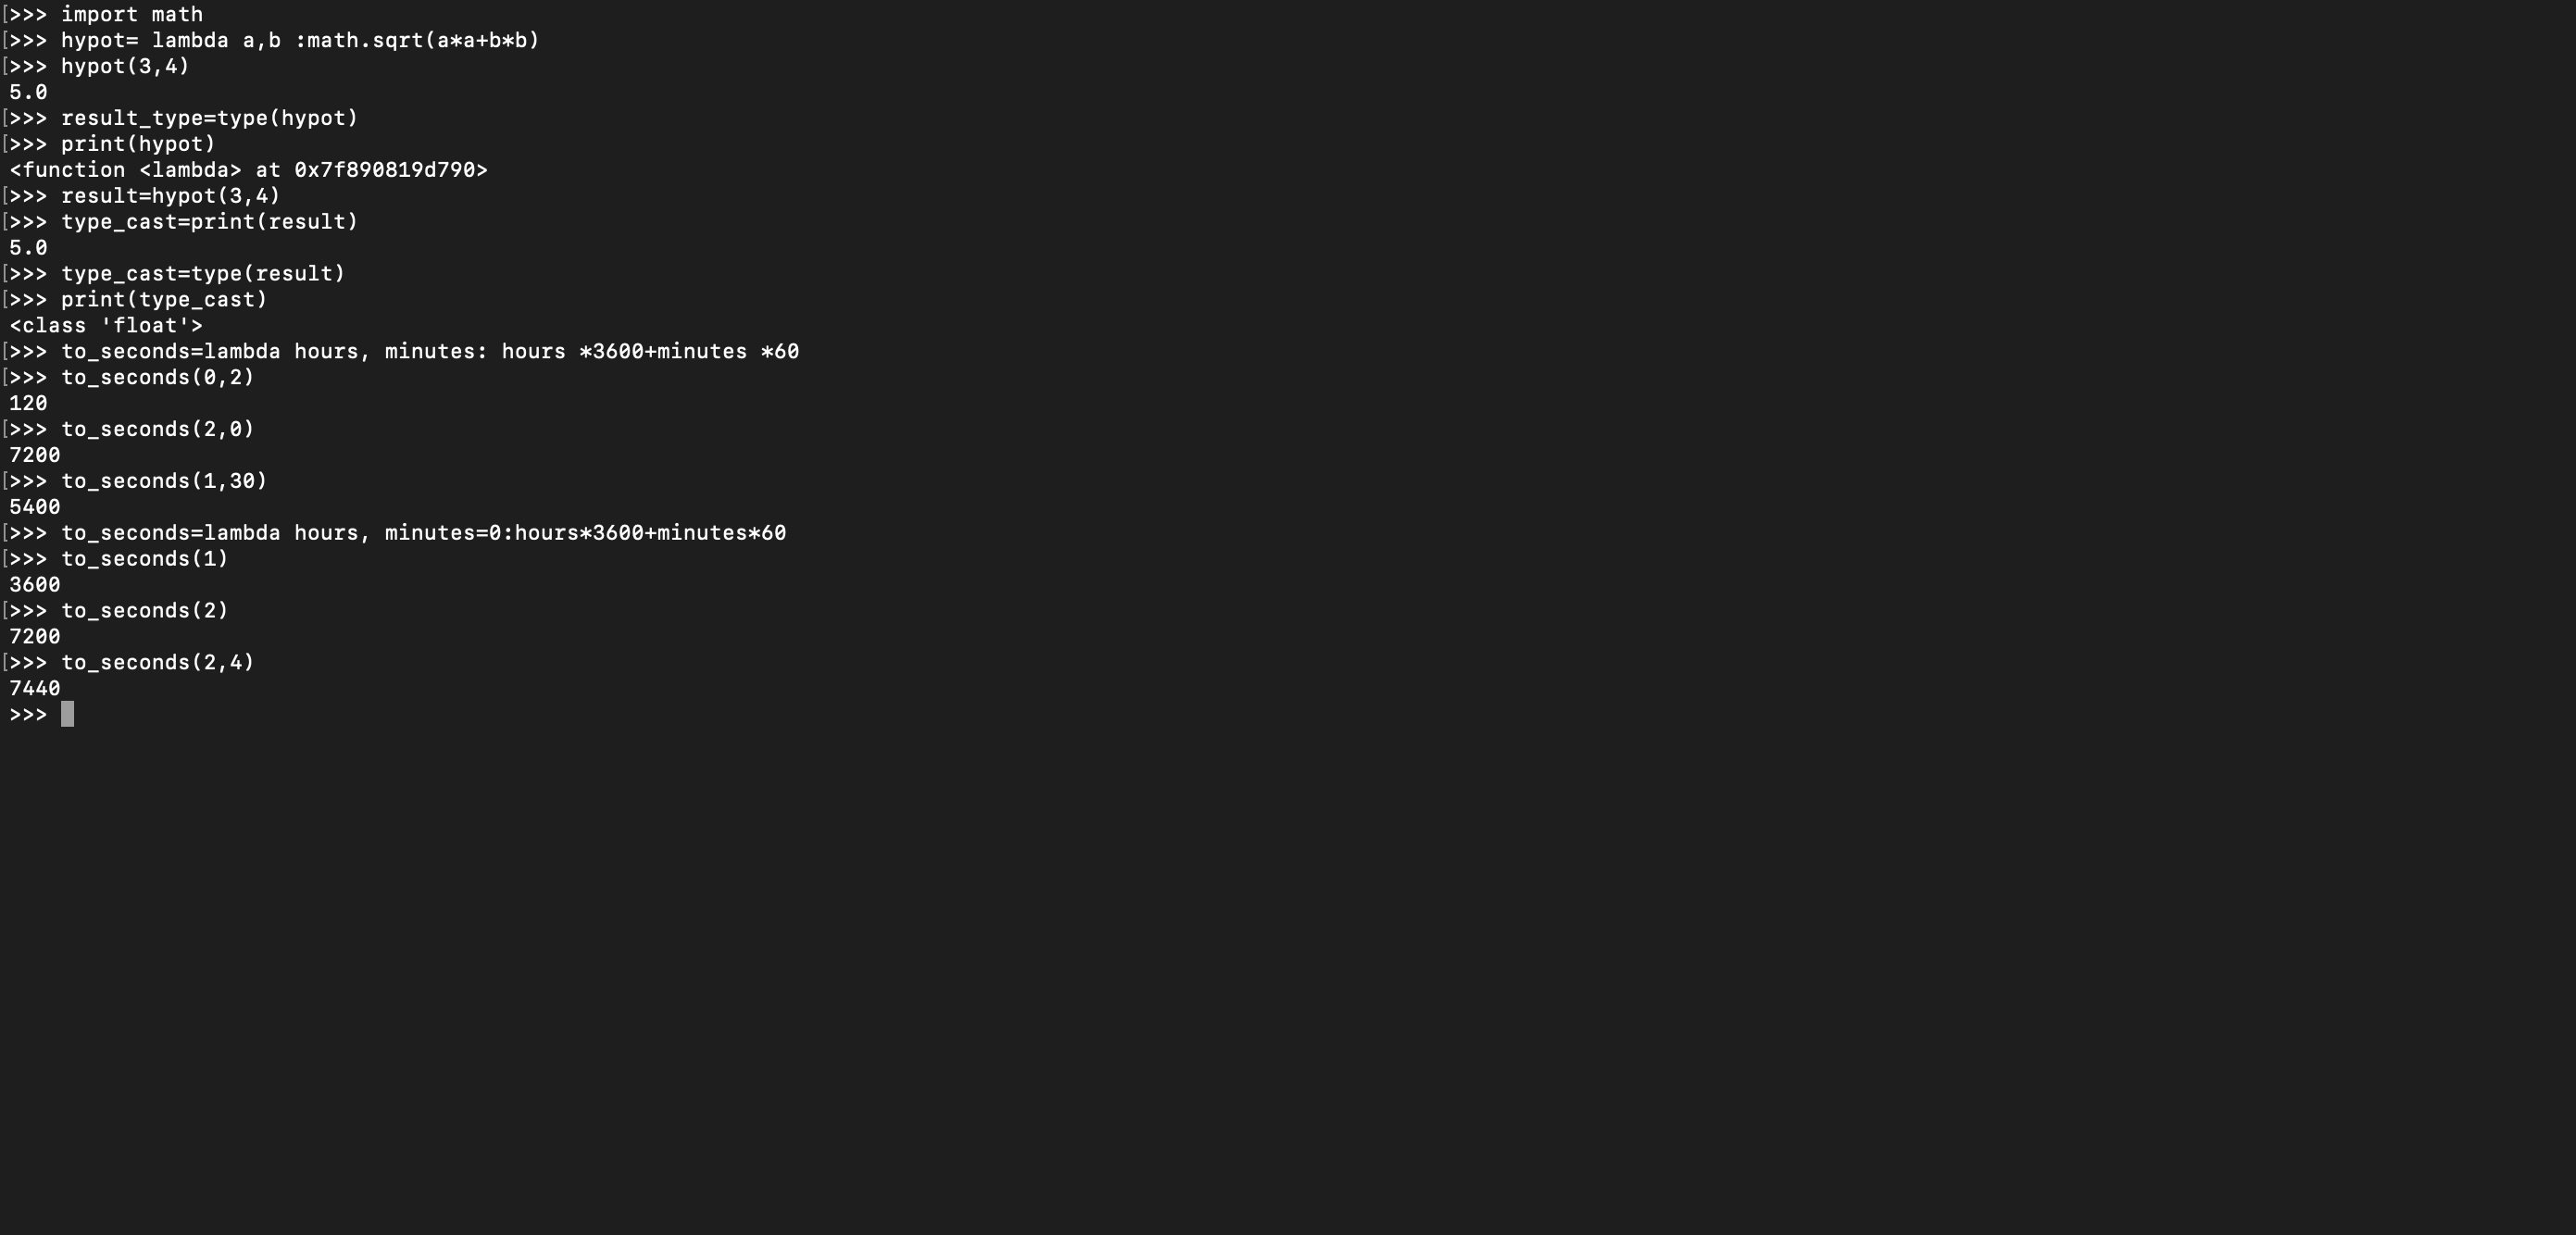 [>>> import math
[>>> hypot= lambda a,b :math.sqrt(a*a+b*b)
[>>> hypot(3,4)
5.0
[>>> result_type=type(hypot)
[>>> print(hypot)
<function <lambda> at 0x7f890819d790>
[>>> result=hypot(3,4)
[>>> type_cast=print(result)
5.0
[>>> type_cast=type(result)
[>>> print(type_cast)
<class 'float'>
[>>> to_seconds=lambda hours, minutes: hours *3600+minutes *60
[>>> to_seconds(0,2)
120
[>>> to_seconds(2,0)
7200
[>>> to_seconds(1,30)
5400
[>>> to_seconds=lambda hours, minutes=0:hours*3600+minutes*60
[>>> to_seconds(1)
3600
[>>> to_seconds(2)
7200
[>>> to_seconds(2,4)
7440
>>>